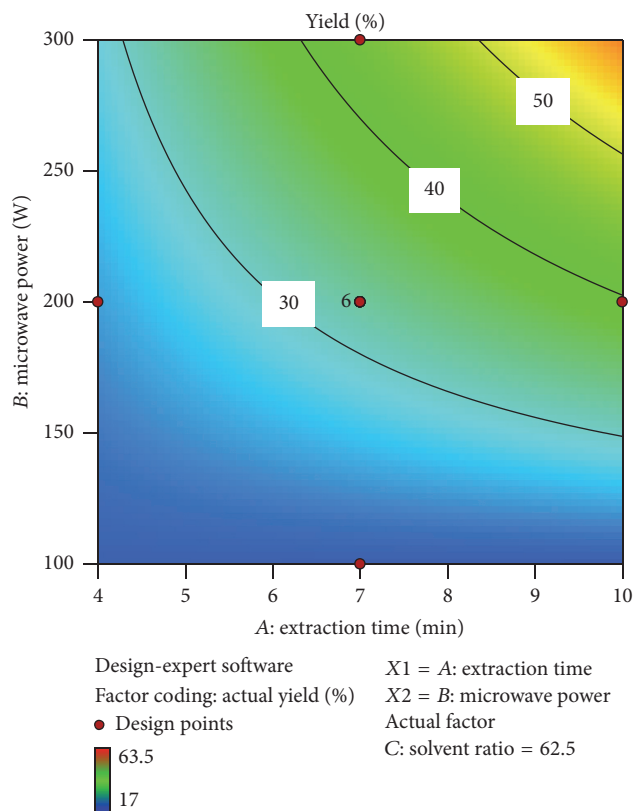 Yield (%)
300
250
200
150
100
B: microwave power (W)
50
40
30
6
4
5
6
7
8
9
10
A: extraction time (min)
Design-expert software
Factor coding: actual yield (%)
Design points
63.5
17
X1 = A: extraction time
X2 = B: microwave power
Actual factor
C: solvent ratio = 62.5